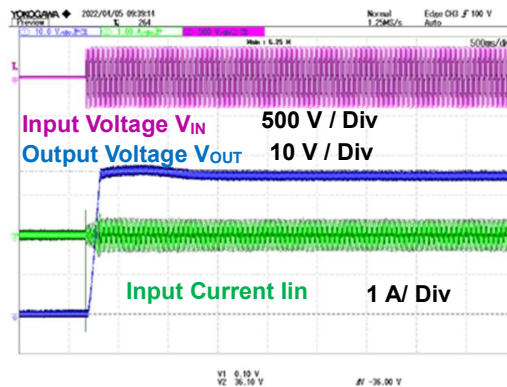 YOKOGAWA ◆ 2022/04/05 09:39:14 Normal Edge CH3 Ƒ 100 V
Preview 264 1.25MS/s Auto
Main : 6.25 M 500ms/div
Input Voltage VIN 500 V / Div
Output Voltage VOUT 10 V / Div
Input Current Iin 1 A/ Div
V1 0.10 V
V2 36.10 V ΔV -36.00 V